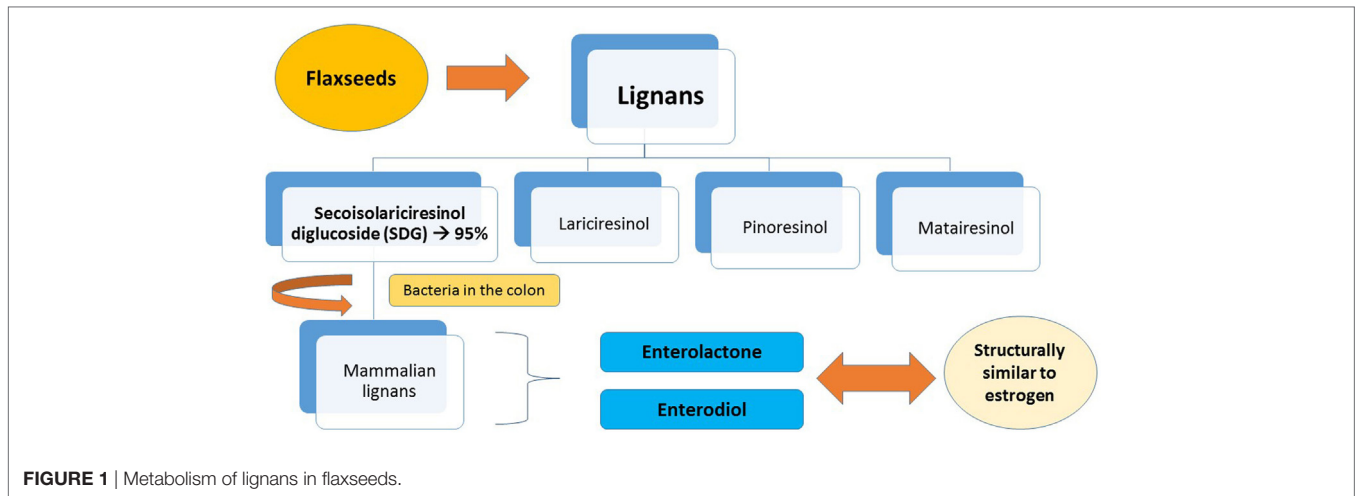 Flaxseeds
Lignans
Secoisolariciresinol
diglucoside (SDG) → 95%
Lariciresinol
Pinoresinol
Matairesinol
Bacteria in the colon
Mammalian
lignans
Enterolactone
Enterodiol
Structurally
similar to
estrogen
FIGURE 1 | Metabolism of lignans in flaxseeds.